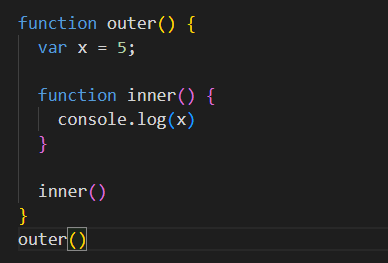 function outer() {
  var x = 5;

  function inner() {
    console.log(x)
  }

  inner()
}
outer()